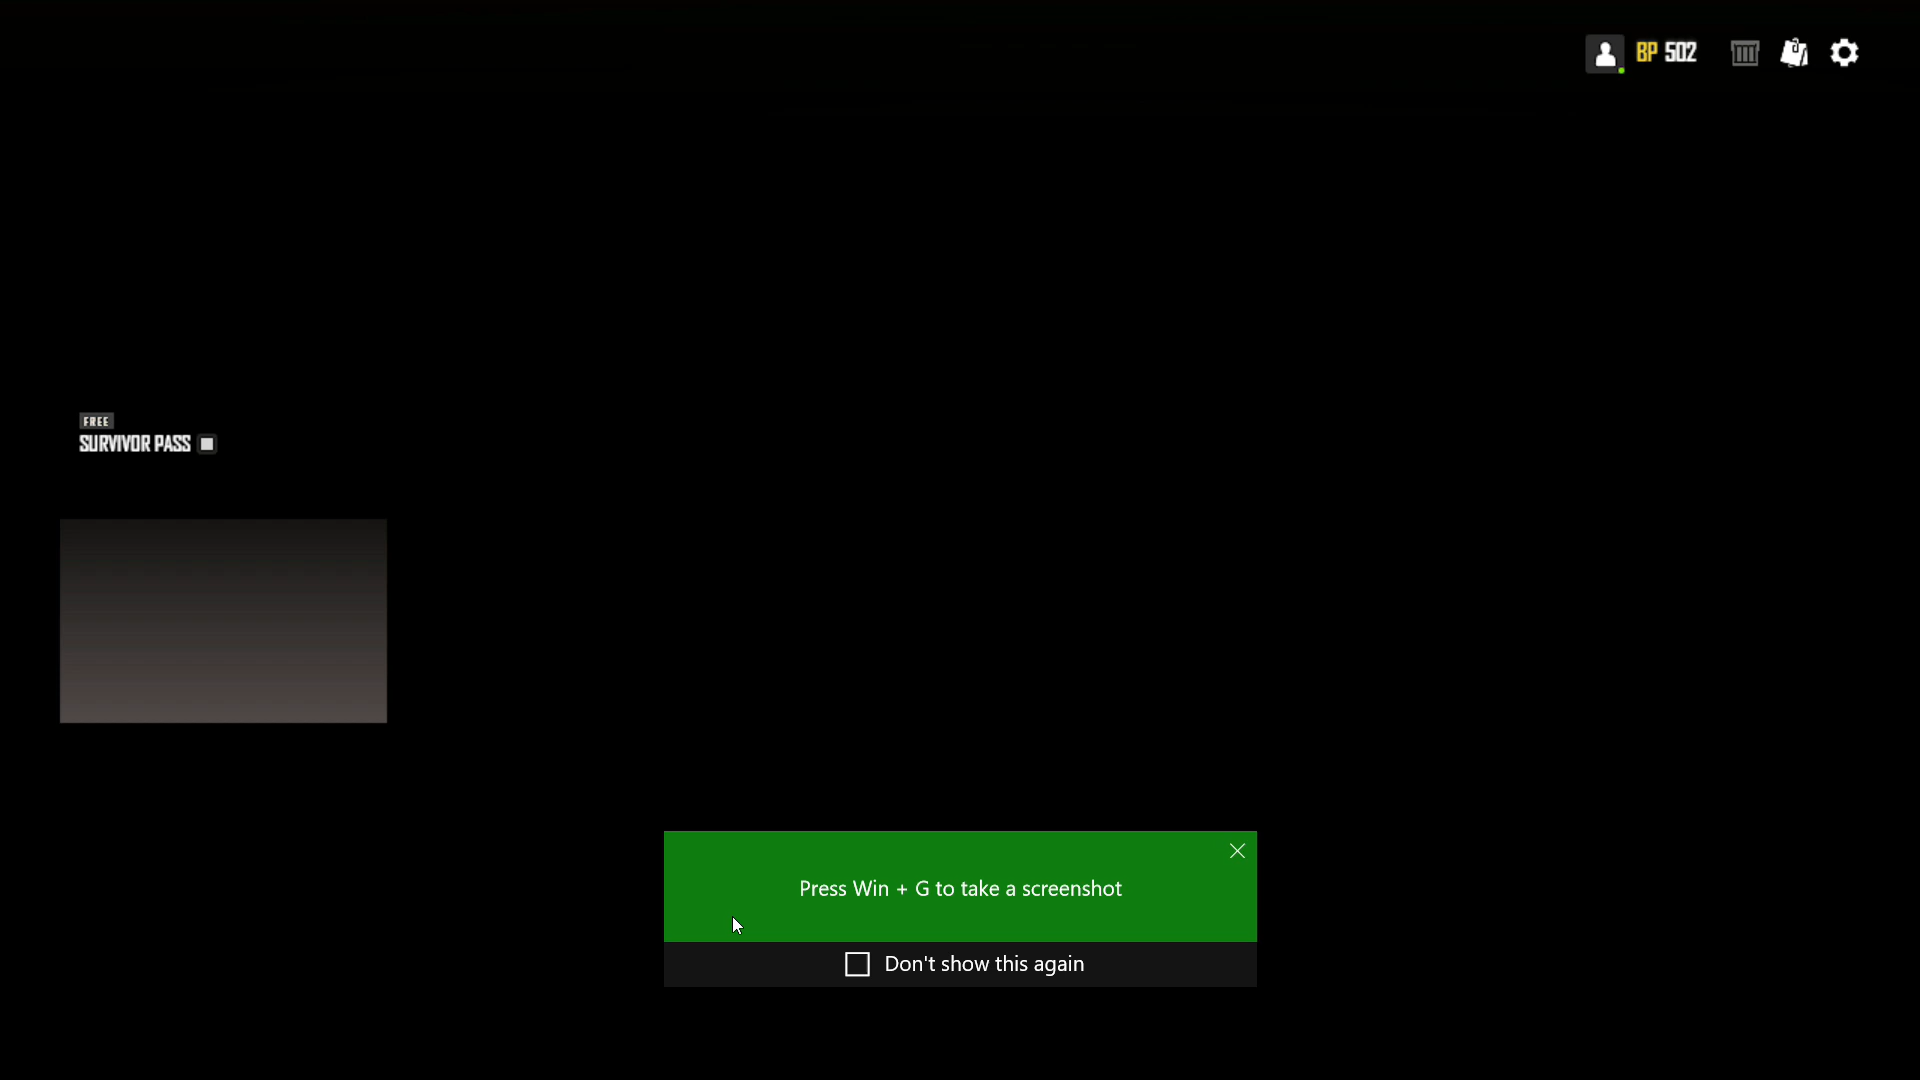 BP 502
FREE
SURVIVOR PASS
Press Win + G to take a screenshot
Don't show this again